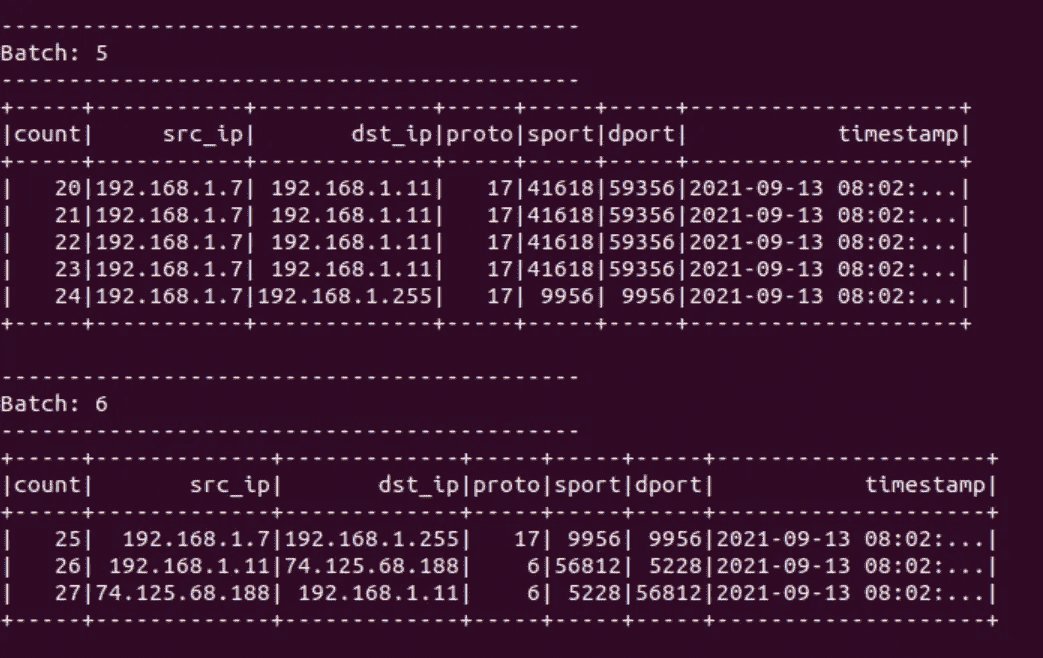 -------------------------------------------
Batch: 5
-------------------------------------------
+-----+-----------+-------------+-----+-----+-----+--------------------+
|count|     src_ip|       dst_ip|proto|sport|dport|           timestamp|
+-----+-----------+-------------+-----+-----+-----+--------------------+
|   20|192.168.1.7| 192.168.1.11|   17|41618|59356|2021-09-13 08:02:...|
|   21|192.168.1.7| 192.168.1.11|   17|41618|59356|2021-09-13 08:02:...|
|   22|192.168.1.7| 192.168.1.11|   17|41618|59356|2021-09-13 08:02:...|
|   23|192.168.1.7| 192.168.1.11|   17|41618|59356|2021-09-13 08:02:...|
|   24|192.168.1.7|192.168.1.255|   17| 9956| 9956|2021-09-13 08:02:...|
+-----+-----------+-------------+-----+-----+-----+--------------------+
-------------------------------------------
Batch: 6
-------------------------------------------
+-----+-------------+-------------+-----+-----+-----+--------------------+
|count|       src_ip|       dst_ip|proto|sport|dport|           timestamp|
+-----+-------------+-------------+-----+-----+-----+--------------------+
|   25|  192.168.1.7|192.168.1.255|   17| 9956| 9956|2021-09-13 08:02:...|
|   26| 192.168.1.11|74.125.68.188|    6|56812| 5228|2021-09-13 08:02:...|
|   27|74.125.68.188| 192.168.1.11|    6| 5228|56812|2021-09-13 08:02:...|
+-----+-------------+-------------+-----+-----+-----+--------------------+